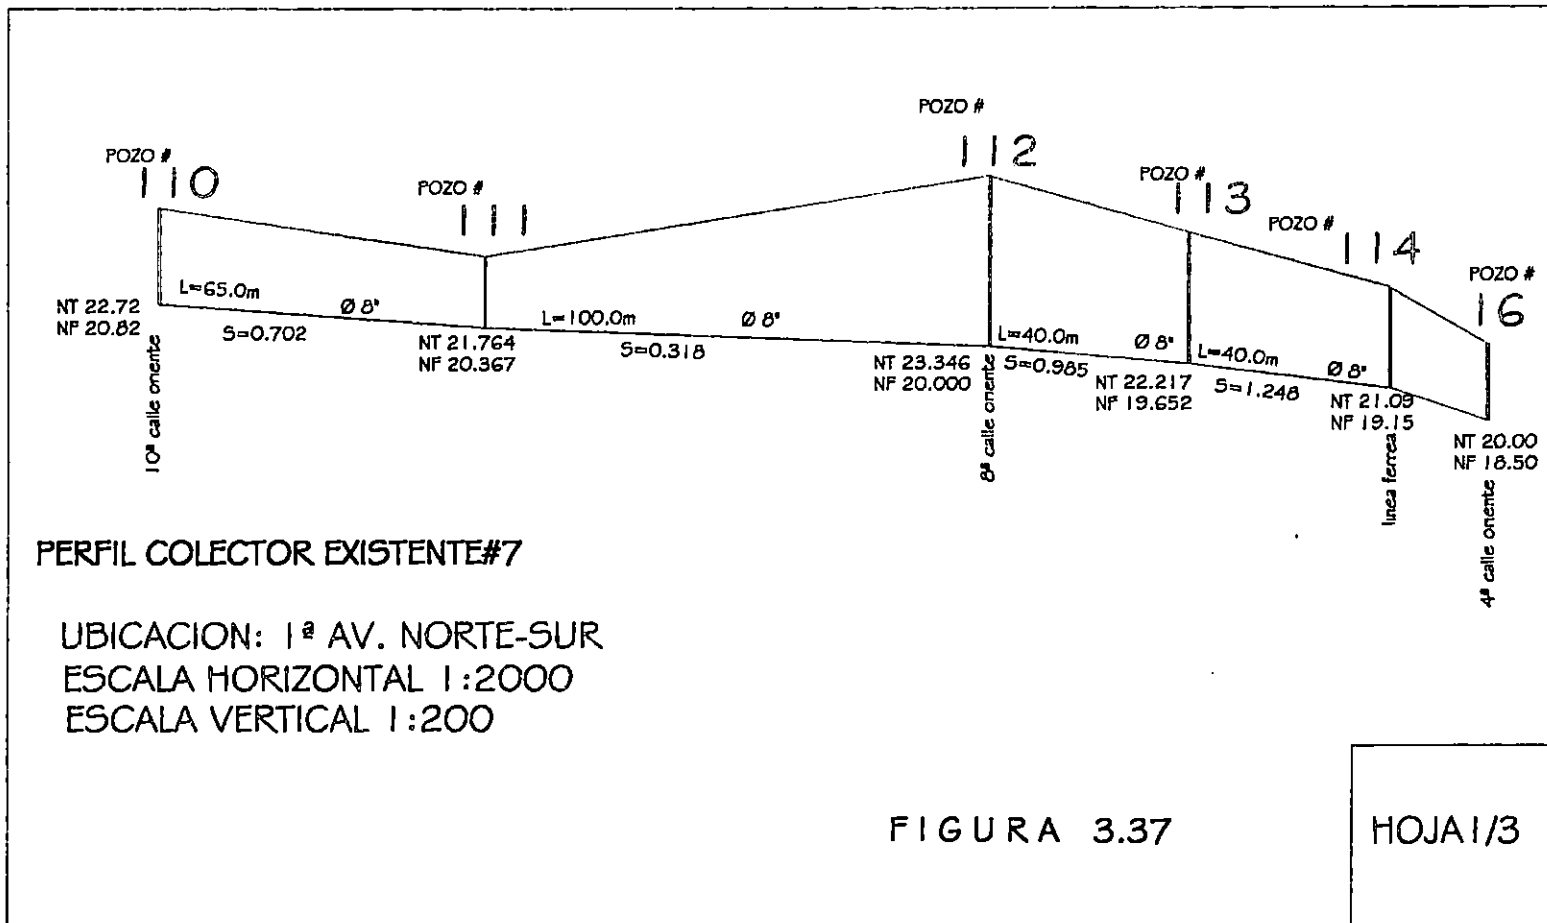 POZO #
110
POZO #
111
POZO #
112
POZO #
113
POZO #
114
POZO #
16
L=65.0m
Ø 8"
S=0.702
NT 22.72
NF 20.82
10ª calle oriente
L=100.0m
Ø 8"
S=0.318
NT 21.764
NF 20.367
L=40.0m
Ø 8"
S=0.985
NT 23.346
NF 20.000
8ª calle oriente
L=40.0m
Ø 8"
S=1.248
NT 22.217
NF 19.652
NT 21.09
NF 19.15
linea ferrea
NT 20.00
NF 18.50
4ª calle oriente
PERFIL COLECTOR EXISTENTE#7
UBICACION: 1ª AV. NORTE-SUR
ESCALA HORIZONTAL 1:2000
ESCALA VERTICAL 1:200
FIGURA 3.37
HOJA1/3